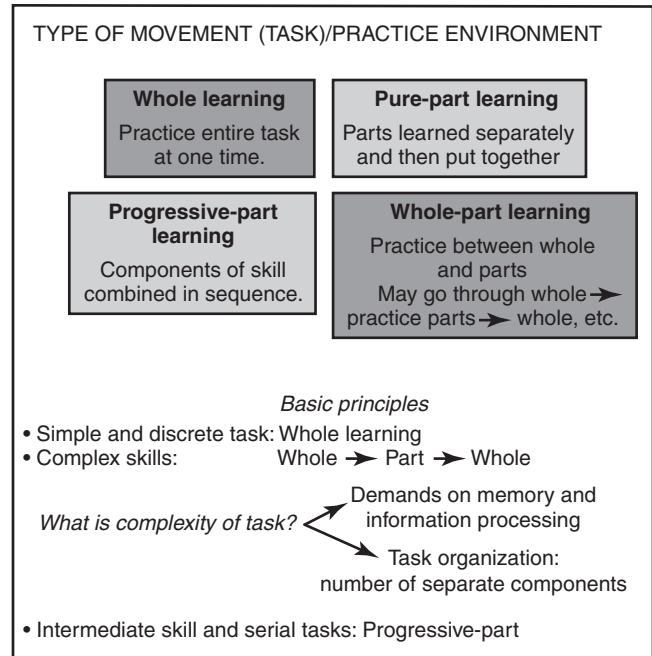 TYPE OF MOVEMENT (TASK)/PRACTICE ENVIRONMENT
Whole learning
Practice entire task
at one time.
Pure-part learning
Parts learned separately
and then put together
Progressive-part
learning
Components of skill
combined in sequence.
Whole-part learning
Practice between whole
and parts
May go through whole →
practice parts → whole, etc.
Basic principles
• Simple and discrete task: Whole learning
• Complex skills: Whole → Part → Whole
What is complexity of task?
Demands on memory and
information processing
Task organization:
number of separate components
• Intermediate skill and serial tasks: Progressive-part